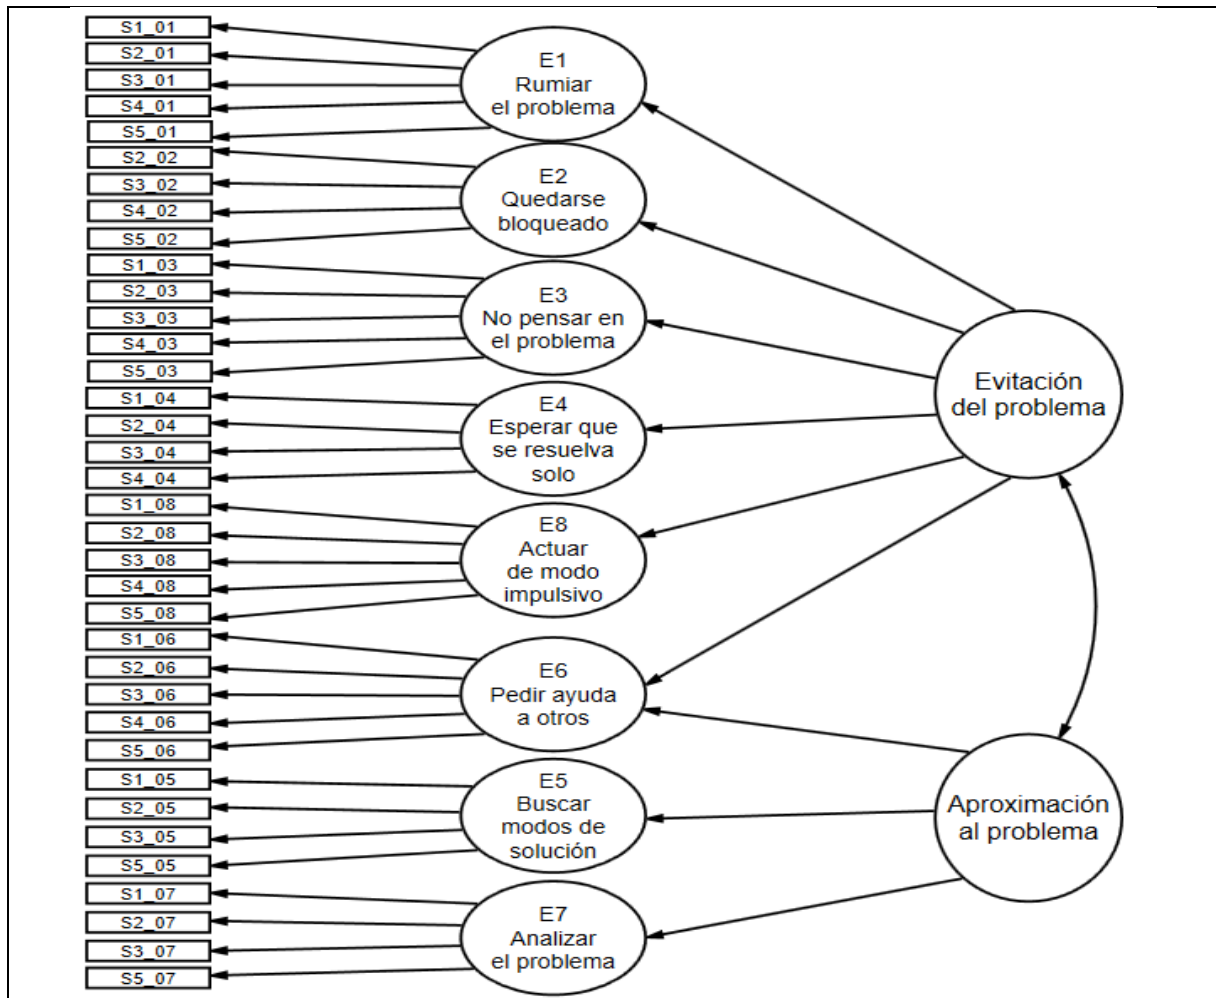 S1_01
S2_01
S3_01
S4_01
S5_01
S2_02
S3_02
S4_02
S5_02
S1_03
S2_03
S3_03
S4_03
S5_03
S1_04
S2_04
S3_04
S4_04
S1_08
S2_08
S3_08
S4_08
S5_08
S1_06
S2_06
S3_06
S4_06
S5_06
S1_05
S2_05
S3_05
S5_05
S1_07
S2_07
S3_07
S5_07
E1
Rumiar
el problema
E2
Quedarse
bloqueado
E3
No pensar en
el problema
E4
Esperar que
se resuelva
solo
E8
Actuar
de modo
impulsivo
E6
Pedir ayuda
a otros
E5
Buscar
modos de
solución
E7
Analizar
el problema
Evitación
del problema
Aproximación
al problema